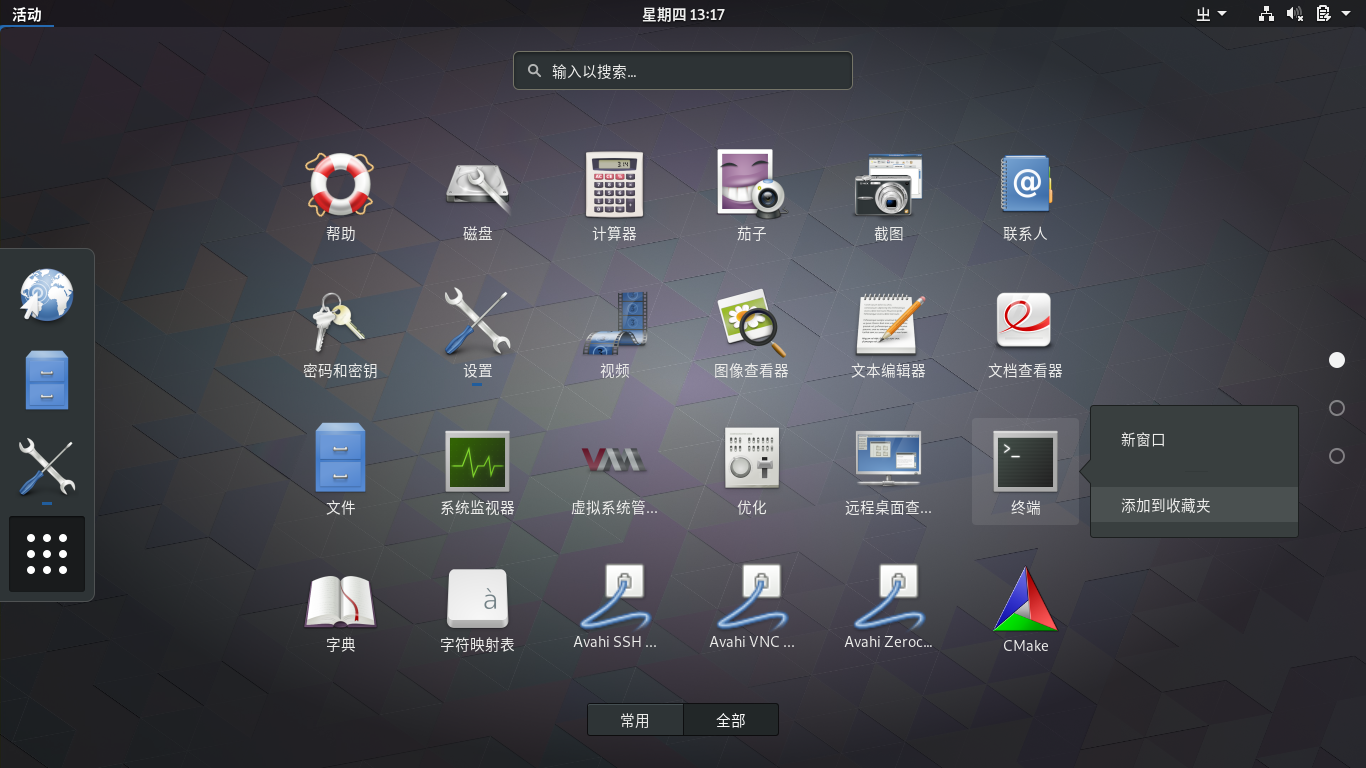 活动
星期四 13:17
㞢
输入以搜索...
帮助
磁盘
计算器
茄子
截图
联系人
密码和密钥
设置
视频
图像查看器
文本编辑器
文档查看器
文件
系统监视器
虚拟系统管...
优化
远程桌面查...
终端
新窗口
添加到收藏夹
字典
字符映射表
Avahi SSH ...
Avahi VNC ...
Avahi Zeroc...
CMake
常用
全部